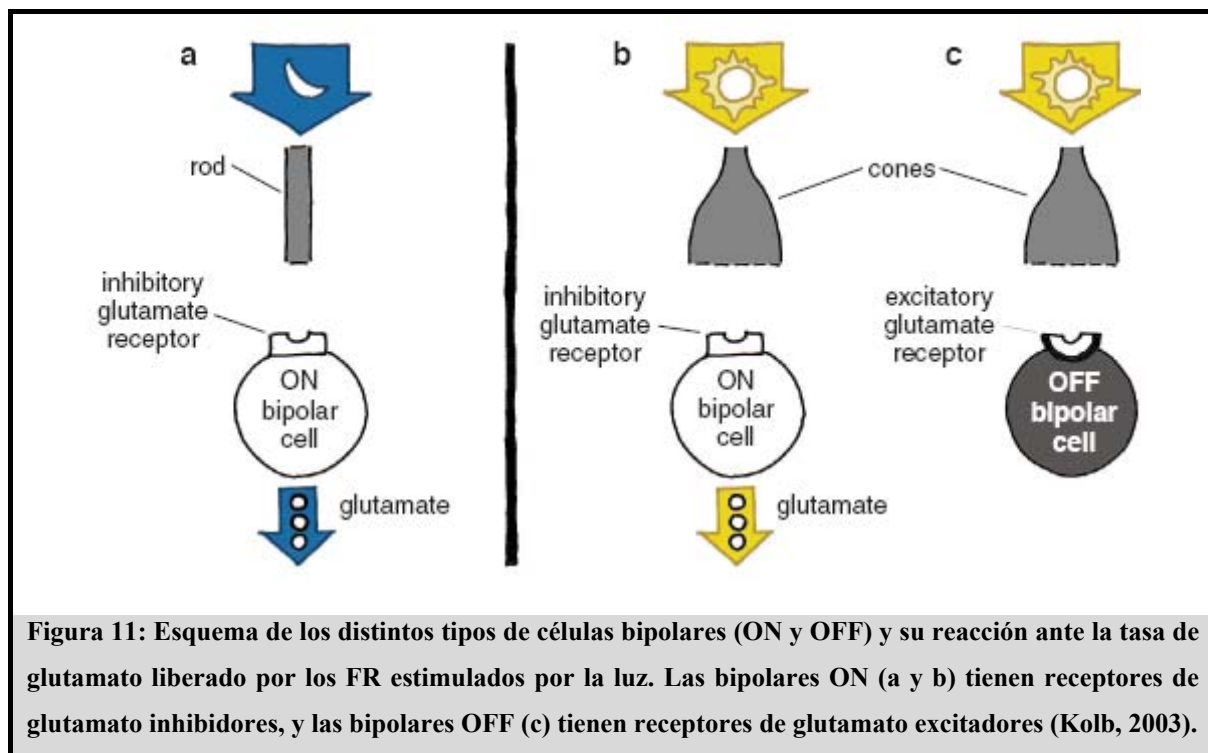 a
b
c
rod
cones
inhibitory
glutamate
receptor
inhibitory
glutamate
receptor
excitatory
glutamate
receptor
ON
bipolar
cell
ON
bipolar
cell
OFF
bipolar
cell
glutamate
glutamate
Figura 11: Esquema de los distintos tipos de células bipolares (ON y OFF) y su reacción ante la tasa de
glutamato liberado por los FR estimulados por la luz. Las bipolares ON (a y b) tienen receptores de
glutamato inhibidores, y las bipolares OFF (c) tienen receptores de glutamato excitadores (Kolb, 2003).